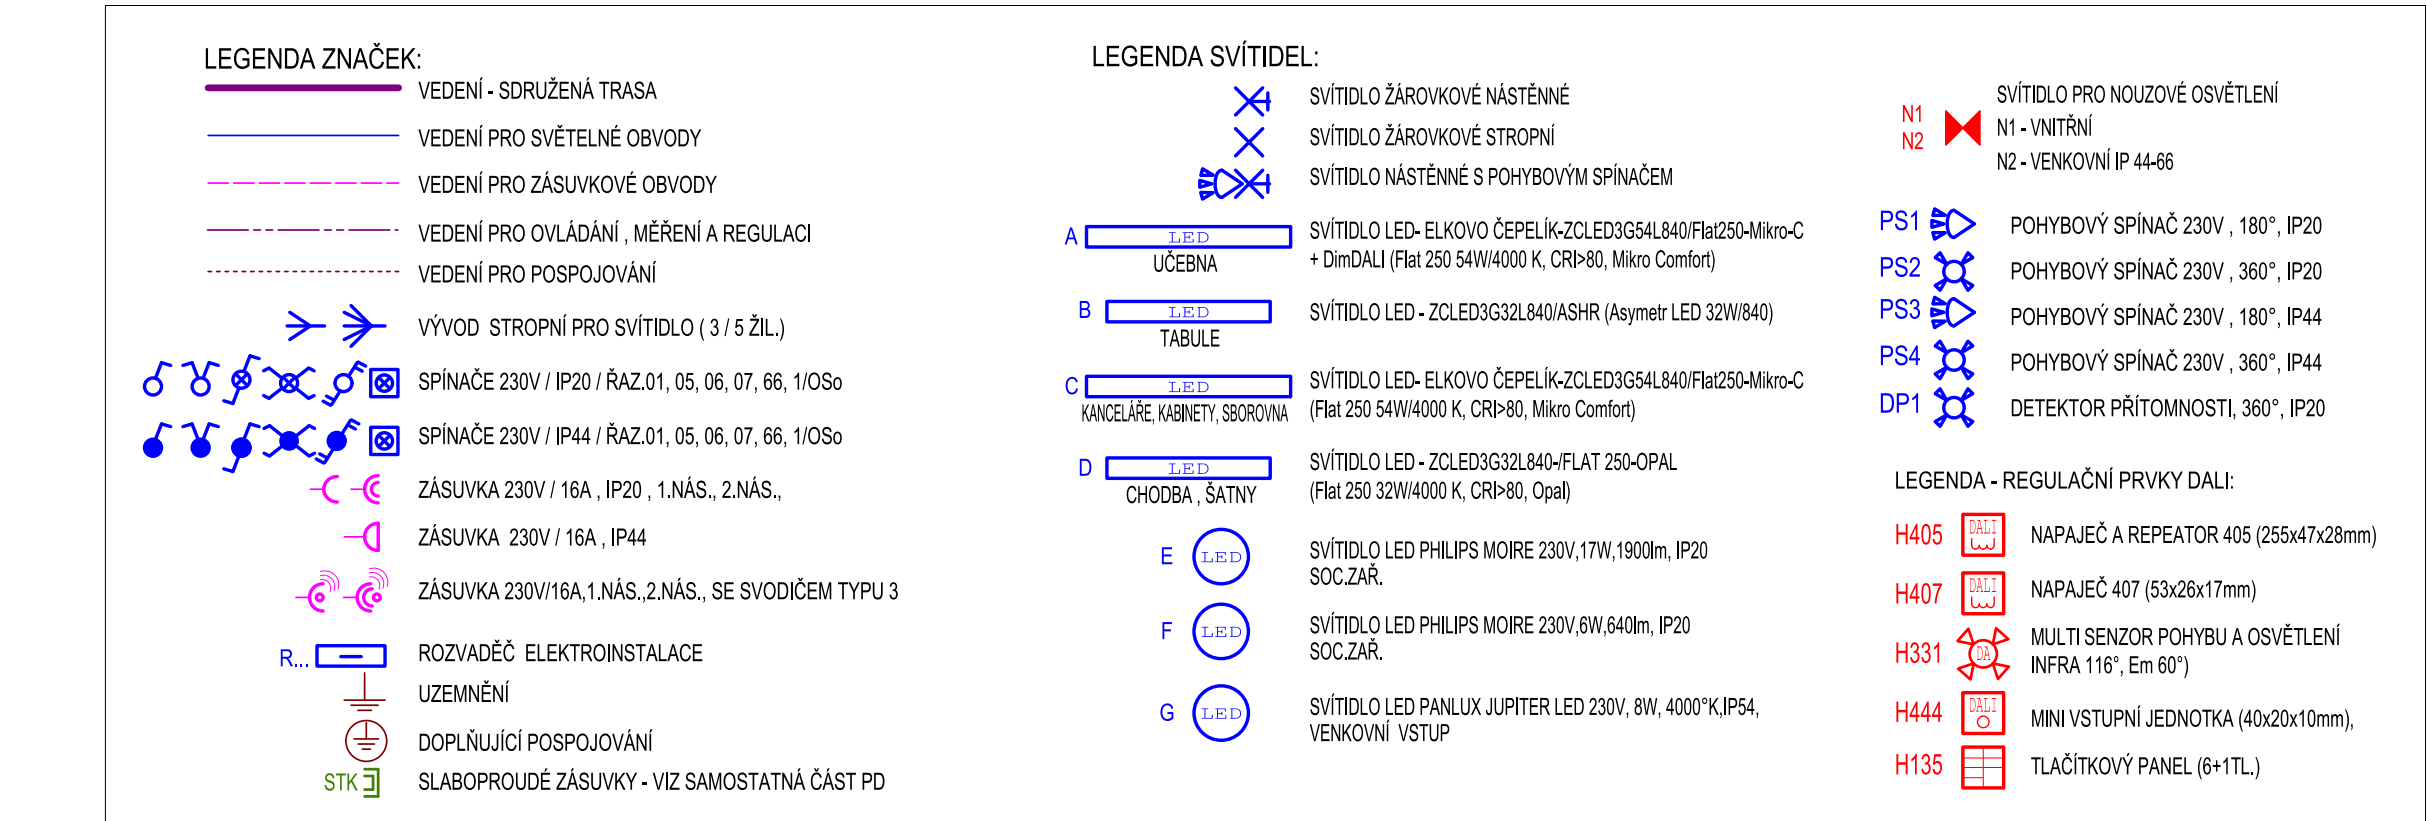 LEGENDA ZNAČEK:
VEDENÍ - SDRUŽENÁ TRASA
VEDENÍ PRO SVĚTELNÉ OBVODY
VEDENÍ PRO ZÁSUVKOVÉ OBVODY
VEDENÍ PRO OVLÁDÁNÍ , MĚŘENÍ A REGULACI
VEDENÍ PRO POSPOJOVÁNÍ
VÝVOD STROPNÍ PRO SVÍTIDLO ( 3 / 5 ŽIL.)
SPÍNAČE 230V / IP20 / ŘAZ.01, 05, 06, 07, 66, 1/OSo
SPÍNAČE 230V / IP44 / ŘAZ.01, 05, 06, 07, 66, 1/OSo
ZÁSUVKA 230V / 16A , IP20 , 1.NÁS., 2.NÁS.,
ZÁSUVKA 230V / 16A , IP44
ZÁSUVKA 230V/16A,1.NÁS.,2.NÁS., SE SVODIČEM TYPU 3
R... ROZVADĚČ ELEKTROINSTALACE
UZEMNĚNÍ
DOPLŇUJÍCÍ POSPOJOVÁNÍ
STK SLABOPROUDÉ ZÁSUVKY - VIZ SAMOSTATNÁ ČÁST PD
LEGENDA SVÍTIDEL:
SVÍTIDLO ŽÁROVKOVÉ NÁSTĚNNÉ
SVÍTIDLO ŽÁROVKOVÉ STROPNÍ
SVÍTIDLO NÁSTĚNNÉ S POHYBOVÝM SPÍNAČEM
A LED SVÍTIDLO LED- ELKOVO ČEPELÍK-ZCLED3G54L840/Flat250-Mikro-C
UČEBNA + DimDALI (Flat 250 54W/4000 K, CRI>80, Mikro Comfort)
B LED SVÍTIDLO LED - ZCLED3G32L840/ASHR (Asymetr LED 32W/840)
TABULE
C LED SVÍTIDLO LED- ELKOVO ČEPELÍK-ZCLED3G54L840/Flat250-Mikro-C
KANCELÁŘE, KABINETY, SBOROVNA (Flat 250 54W/4000 K, CRI>80, Mikro Comfort)
D LED SVÍTIDLO LED - ZCLED3G32L840-/FLAT 250-OPAL
CHODBA , ŠATNY (Flat 250 32W/4000 K, CRI>80, Opal)
E LED SVÍTIDLO LED PHILIPS MOIRE 230V,17W,1900lm, IP20
SOC.ZAŘ.
F LED SVÍTIDLO LED PHILIPS MOIRE 230V,6W,640lm, IP20
SOC.ZAŘ.
G LED SVÍTIDLO LED PANLUX JUPITER LED 230V, 8W, 4000°K,IP54,
VENKOVNÍ VSTUP
SVÍTIDLO PRO NOUZOVÉ OSVĚTLENÍ
N1 N1 - VNITŘNÍ
N2 N2 - VENKOVNÍ IP 44-66
PS1 POHYBOVÝ SPÍNAČ 230V , 180°, IP20
PS2 POHYBOVÝ SPÍNAČ 230V , 360°, IP20
PS3 POHYBOVÝ SPÍNAČ 230V , 180°, IP44
PS4 POHYBOVÝ SPÍNAČ 230V , 360°, IP44
DP1 DETEKTOR PŘÍTOMNOSTI, 360°, IP20
LEGENDA - REGULAČNÍ PRVKY DALI:
H405 DALI NAPAJEČ A REPEATOR 405 (255x47x28mm)
H407 DALI NAPAJEČ 407 (53x26x17mm)
H331 DA MULTI SENZOR POHYBU A OSVĚTLENÍ
INFRA 116°, Em 60°)
H444 DALI MINI VSTUPNÍ JEDNOTKA (40x20x10mm),
H135 TLAČÍTKOVÝ PANEL (6+1TL.)